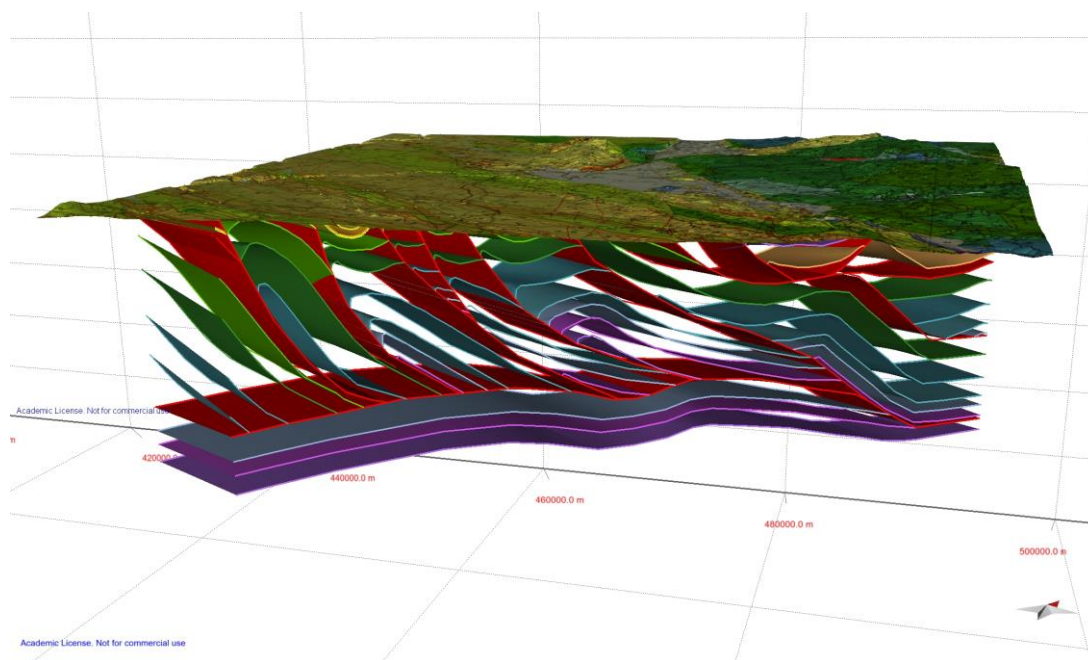 Academic License. Not for commercial use
m
420000.0
440000.0 m
460000.0 m
480000.0 m
500000.0 m
Academic License. Not for commercial use